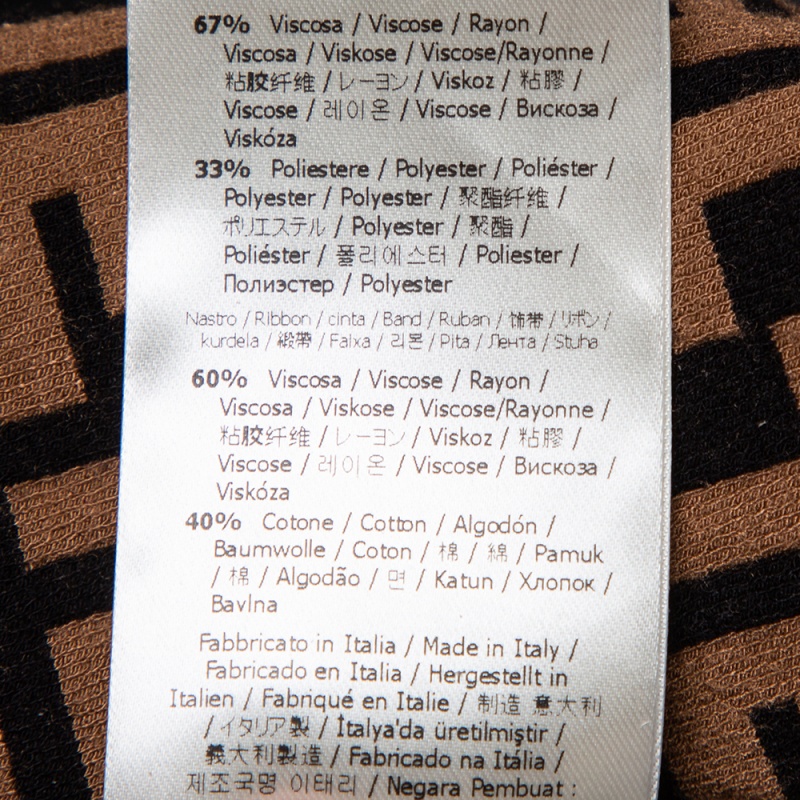 67% Viscosa / Viscose / Rayon /
Viscosa / Viskose / Viscose/Rayonne /
粘胶纤维 / レーヨン / Viskoz / 粘膠 /
Viscose / 레이온 / Viscose / Вискоза /
Viskóza
33% Poliestere / Polyester / Poliéster /
Polyester / Polyester / 聚酯纤维 /
ポリエステル / Polyester / 聚酯 /
Poliéster / 폴리에스터 / Poliester /
Полиэстер / Polyester
Nastro / Ribbon / cinta / Band / Ruban / 饰带 / リボン /
kurdela / 緞帶 / Faixa / 리본 / Pita / Лента / Stuha
60% Viscosa / Viscose / Rayon /
Viscosa / Viskose / Viscose/Rayonne /
粘胶纤维 / レーヨン / Viskoz / 粘膠 /
Viscose / 레이온 / Viscose / Вискоза /
Viskóza
40% Cotone / Cotton / Algodón /
Baumwolle / Coton / 棉 / 綿 / Pamuk
/ 棉 / Algodão / 면 / Katun / Хлопок /
Bavlna
Fabbricato in Italia / Made in Italy /
Fabricado en Italia / Hergestellt in
Italien / Fabriqué en Italie / 制造 意大利
/ イタリア製 / İtalya'da üretilmiştir /
義大利製造 / Fabricado na Itália /
제조국명 이태리 / Negara Pembuat :